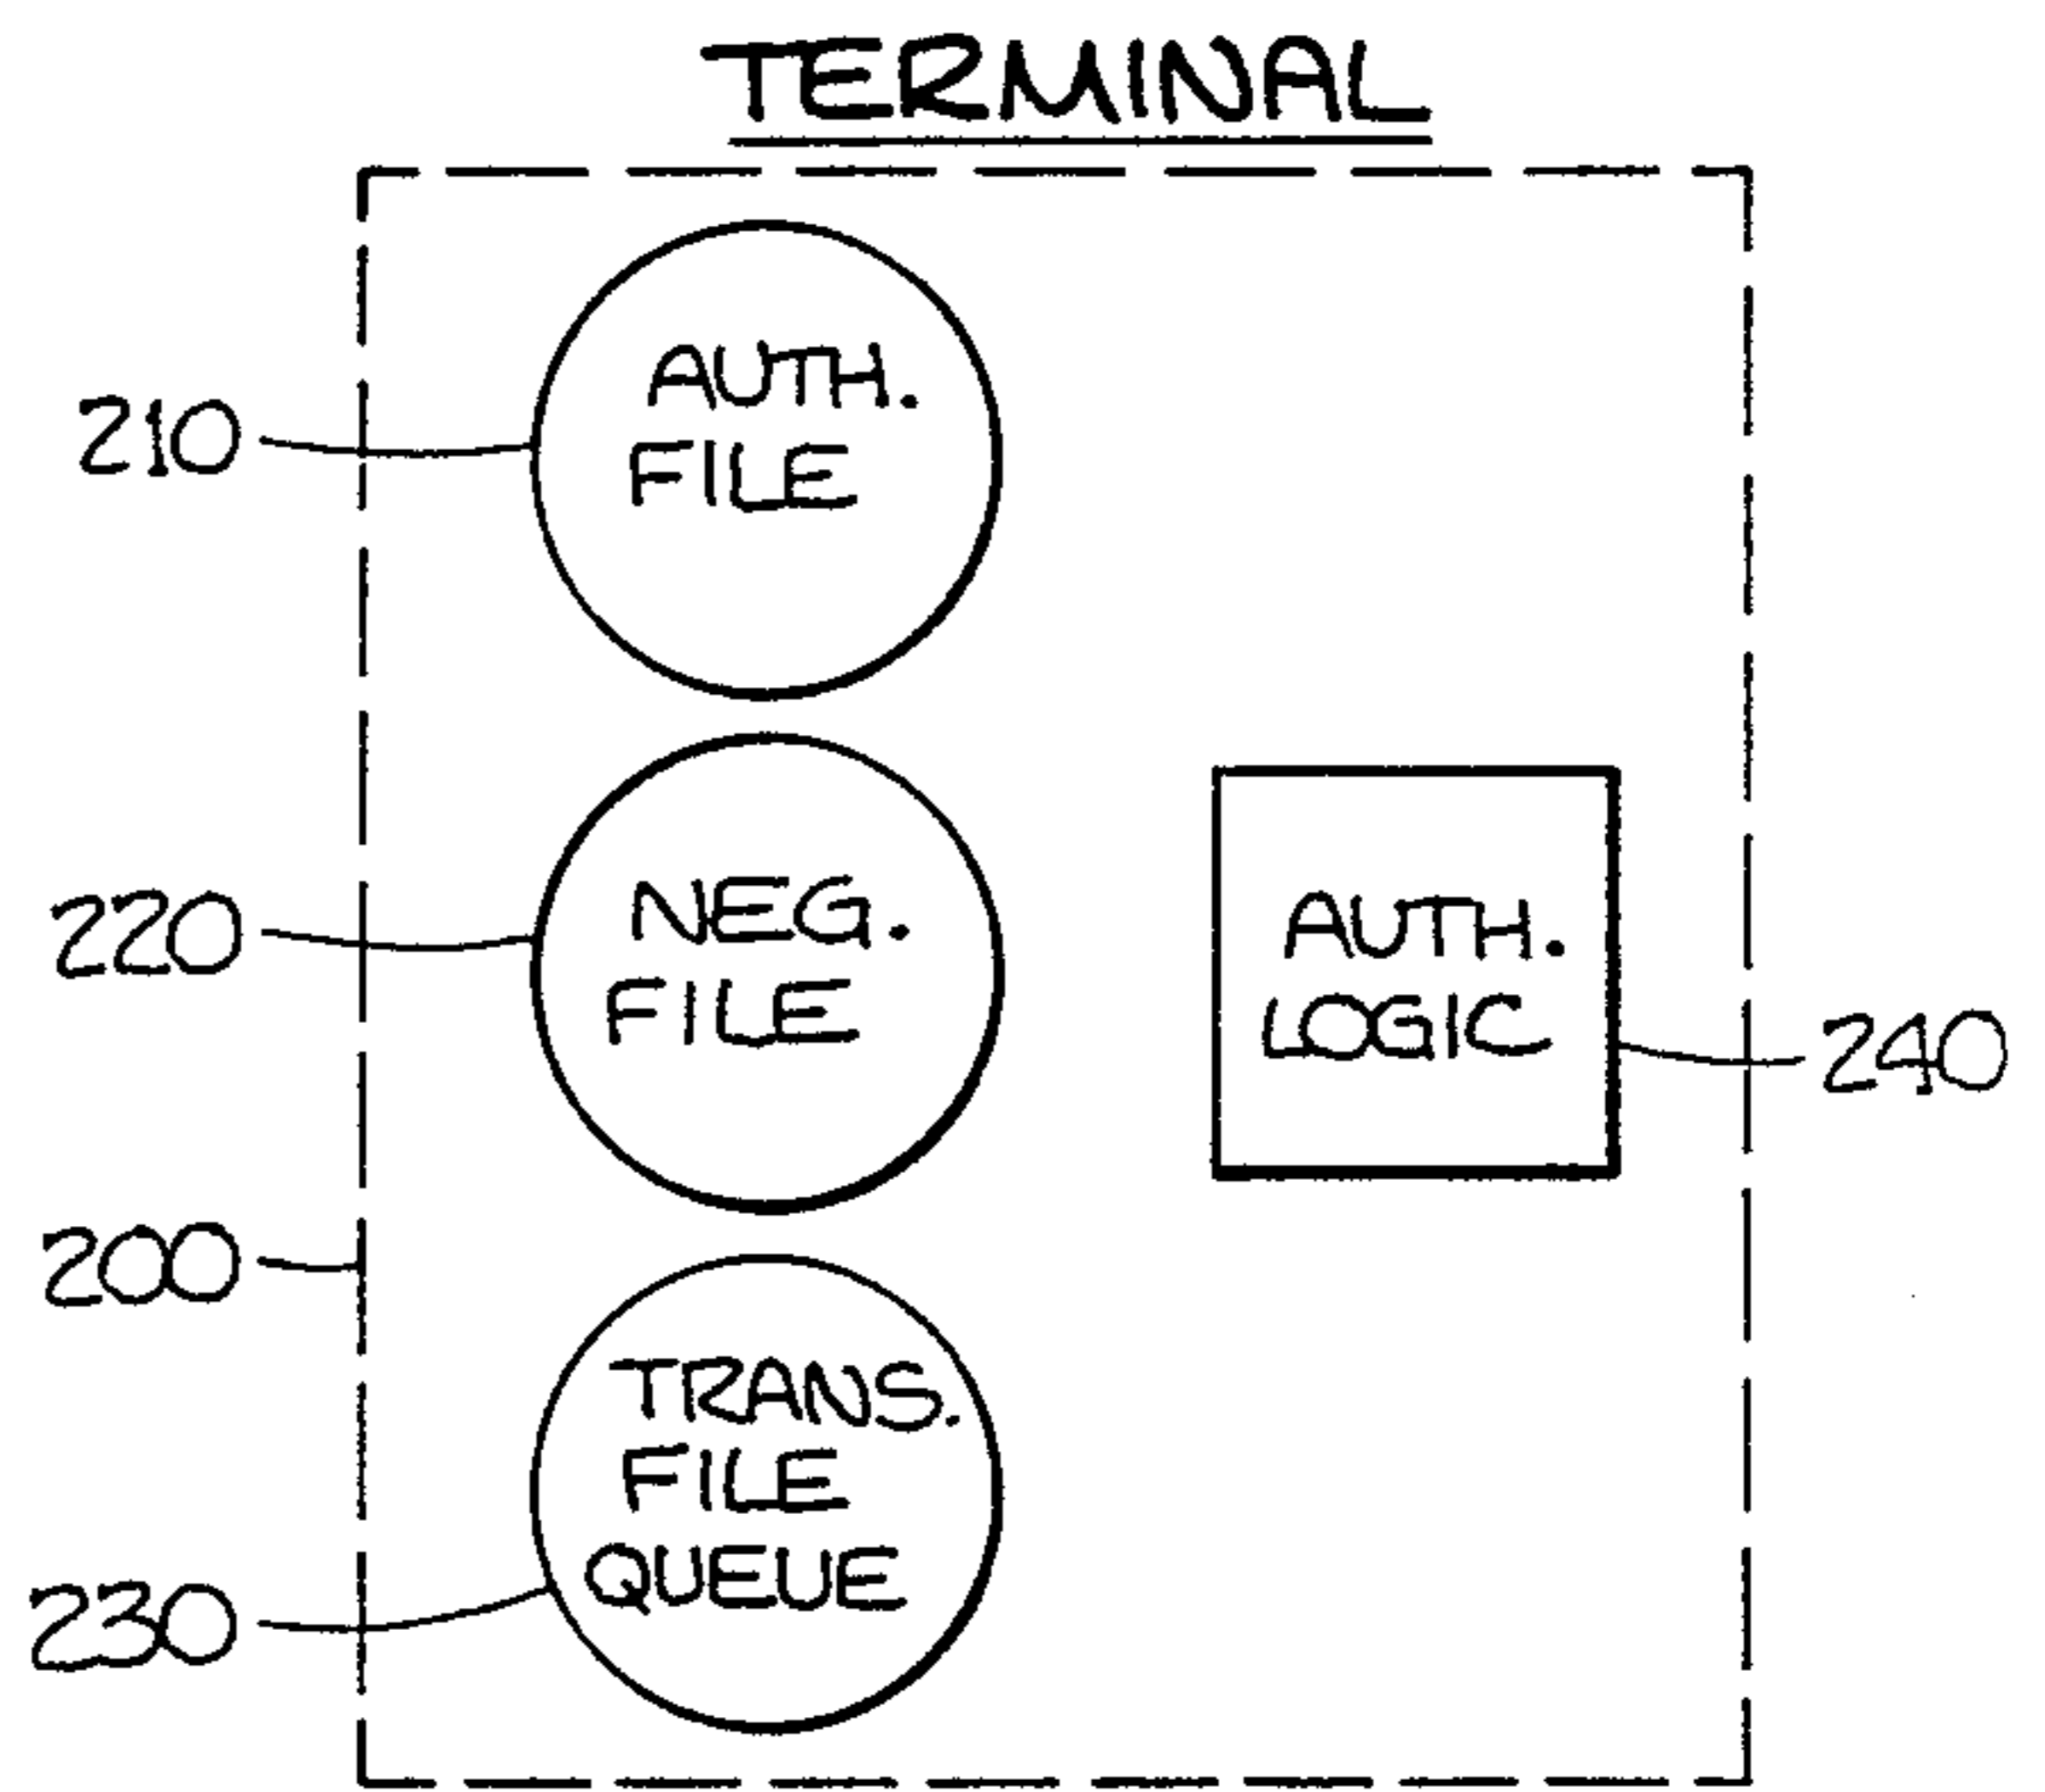 TERMINAL
210
AUTH.
FILE
220
NEG.
FILE
AUTH.
LOGIC
240
200
TRANS.
FILE
QUEUE
230